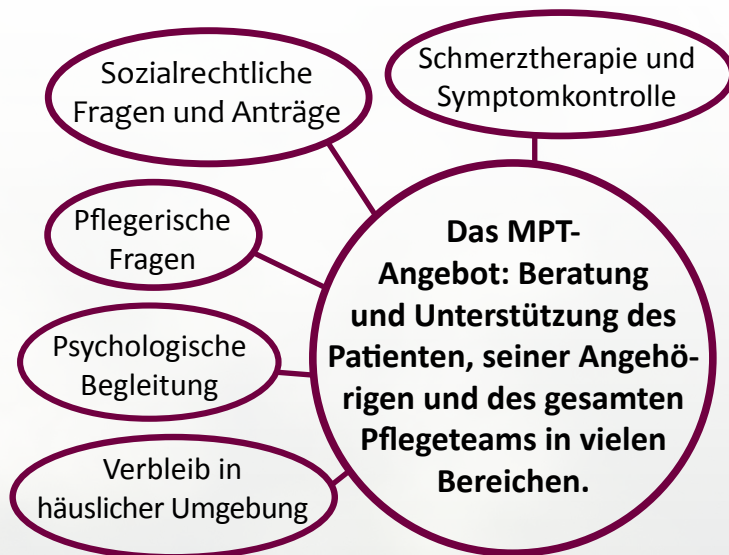 Sozialrechtliche
Fragen und Anträge
Schmerztherapie und
Symptomkontrolle
Pflegerische
Fragen
Psychologische
Begleitung
Verbleib in
häuslicher Umgebung
Das MPT-
Angebot: Beratung
und Unterstützung des
Patienten, seiner Angehö-
rigen und des gesamten
Pflegeteams in vielen
Bereichen.